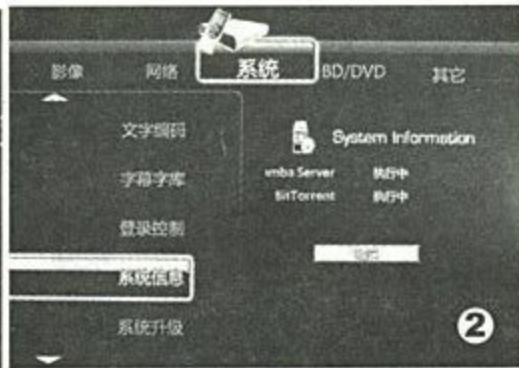 影像 网络 系统 BD/DVD 其它
文字编码
字幕字库
登录控制
系统信息
系统升级
System Information
mba Server 执行中
BitTorrent 执行中
2